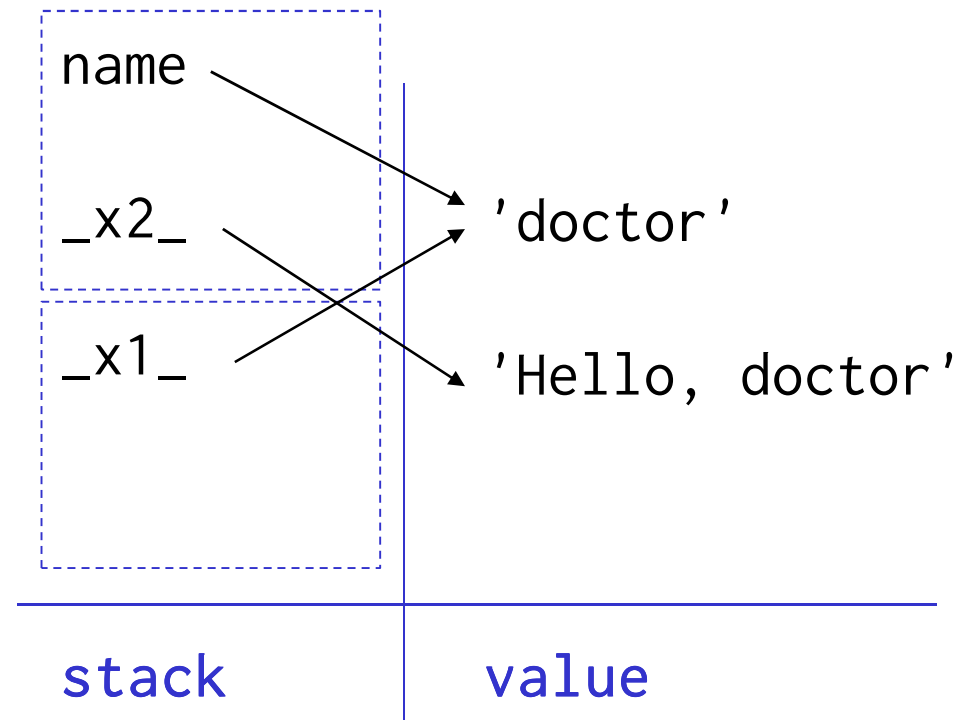 name
_x2_
'doctor'
_x1_
'Hello, doctor'
stack
value